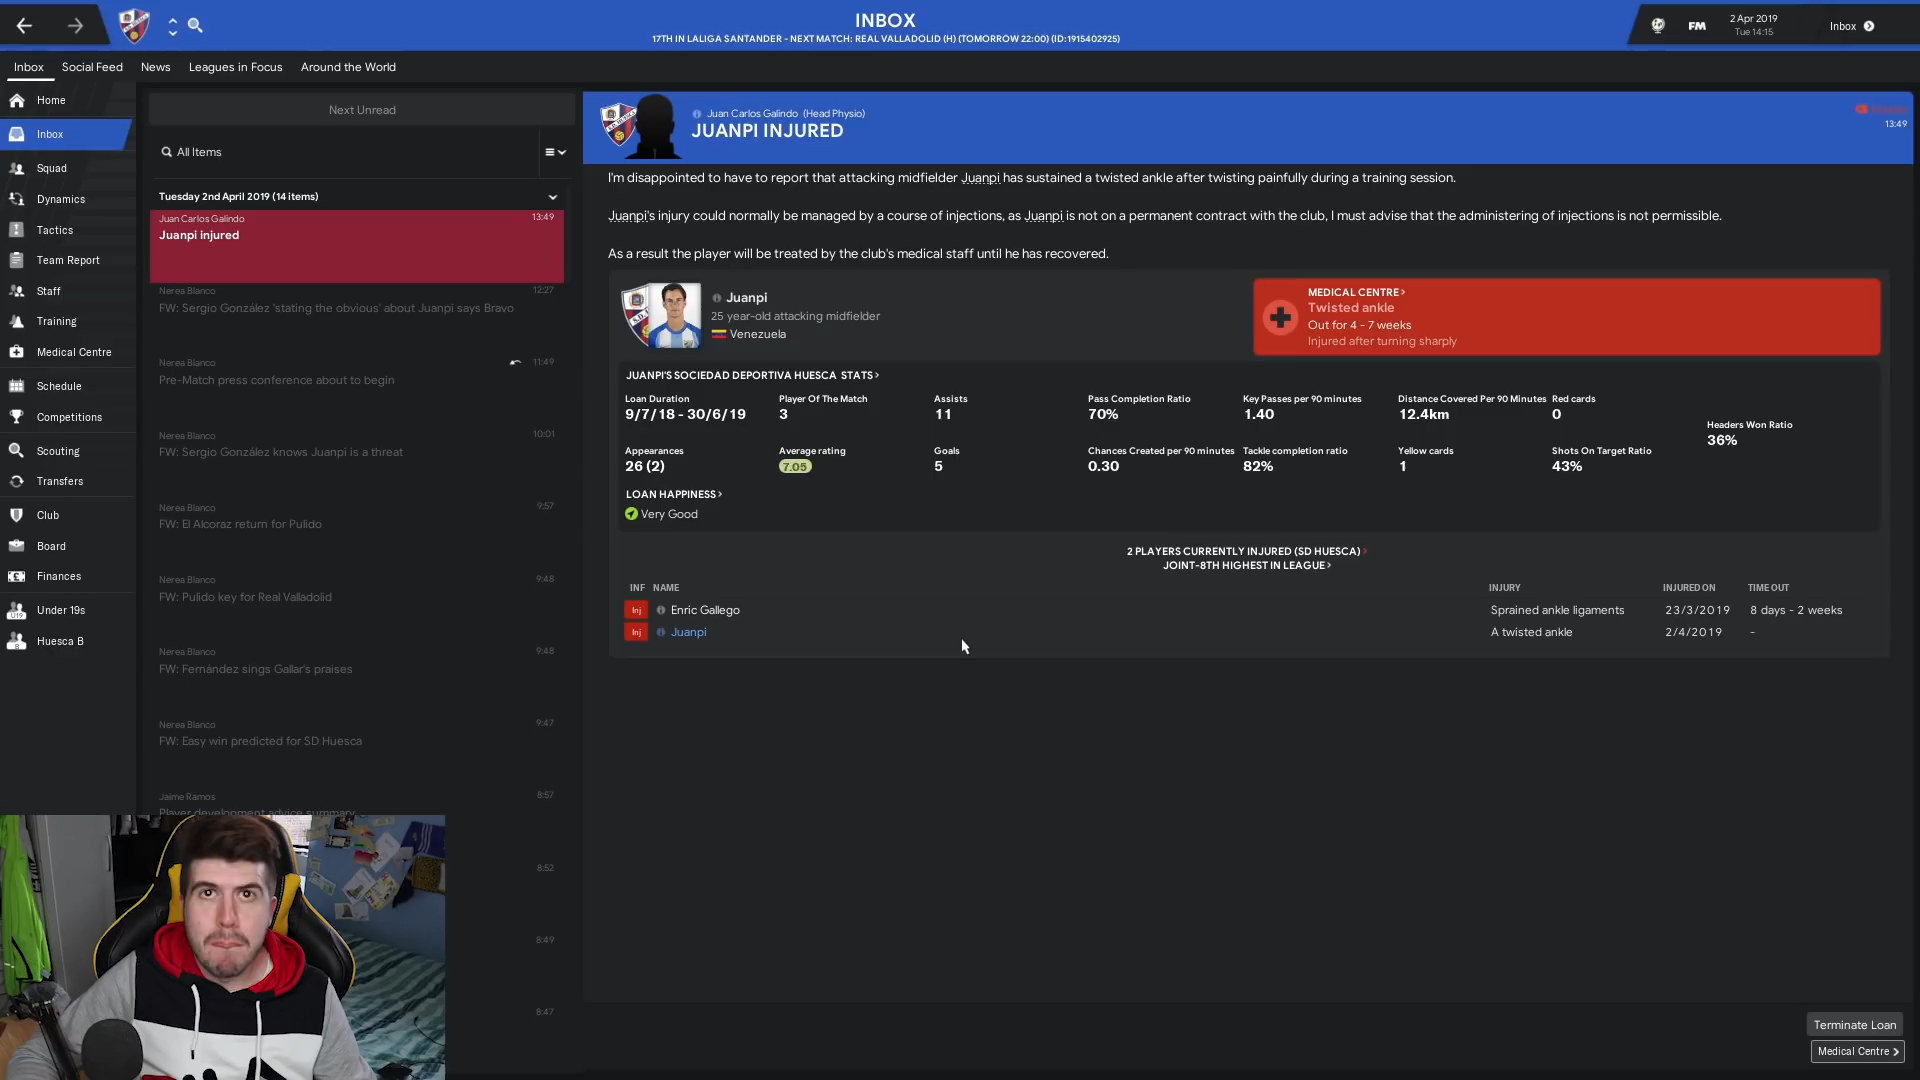 INBOX
17TH IN LALIGA SANTANDER - NEXT MATCH: REAL VALLADOLID (H) (TOMORROW 22:00) (ID:1915402925)
FM
2 Apr 2019
Tue 14:15
Inbox
Inbox
Social Feed
News
Leagues in Focus
Around the World
Home
Inbox
Squad
Dynamics
Tactics
Team Report
Staff
Training
Medical Centre
Schedule
Competitions
Scouting
Transfers
Club
Board
Finances
Under 19s
Huesca B
Next Unread
All Items
Tuesday 2nd April 2019 (14 items)
Juan Carlos Galindo 13:49
Juanpi injured
Nerea Blanco 12:27
FW: Sergio González 'stating the obvious' about Juanpi says Bravo
Nerea Blanco 11:49
Pre-Match press conference about to begin
Nerea Blanco 10:01
FW: Sergio González knows Juanpi is a threat
Nerea Blanco 9:57
FW: El Alcoraz return for Pulido
Nerea Blanco 9:48
FW: Pulido key for Real Valladolid
Nerea Blanco 9:48
FW: Fernández sings Gallar's praises
Nerea Blanco 9:47
FW: Easy win predicted for SD Huesca
Jaime Ramos 8:57
Player development advice summary
8:52
8:49
8:47
Juan Carlos Galindo (Head Physio)
JUANPI INJURED
13:49
I'm disappointed to have to report that attacking midfielder Juanpi has sustained a twisted ankle after twisting painfully during a training session.
Juanpi's injury could normally be managed by a course of injections, as Juanpi is not on a permanent contract with the club, I must advise that the administering of injections is not permissible.
As a result the player will be treated by the club's medical staff until he has recovered.
Juanpi
25 year-old attacking midfielder
Venezuela
MEDICAL CENTRE >
Twisted ankle
Out for 4 - 7 weeks
Injured after turning sharply
JUANPI'S SOCIEDAD DEPORTIVA HUESCA STATS >
Loan Duration
9/7/18 - 30/6/19
Player Of The Match
3
Assists
11
Pass Completion Ratio
70%
Key Passes per 90 minutes
1.40
Distance Covered Per 90 Minutes
12.4km
Red cards
0
Headers Won Ratio
36%
Appearances
26 (2)
Average rating
7.05
Goals
5
Chances Created per 90 minutes
0.30
Tackle completion ratio
82%
Yellow cards
1
Shots On Target Ratio
43%
LOAN HAPPINESS >
Very Good
2 PLAYERS CURRENTLY INJURED (SD HUESCA) >
JOINT-8TH HIGHEST IN LEAGUE >
INF NAME INJURY INJURED ON TIME OUT
Inj Enric Gallego Sprained ankle ligaments 23/3/2019 8 days - 2 weeks
Inj Juanpi A twisted ankle 2/4/2019 -
Terminate Loan
Medical Centre >